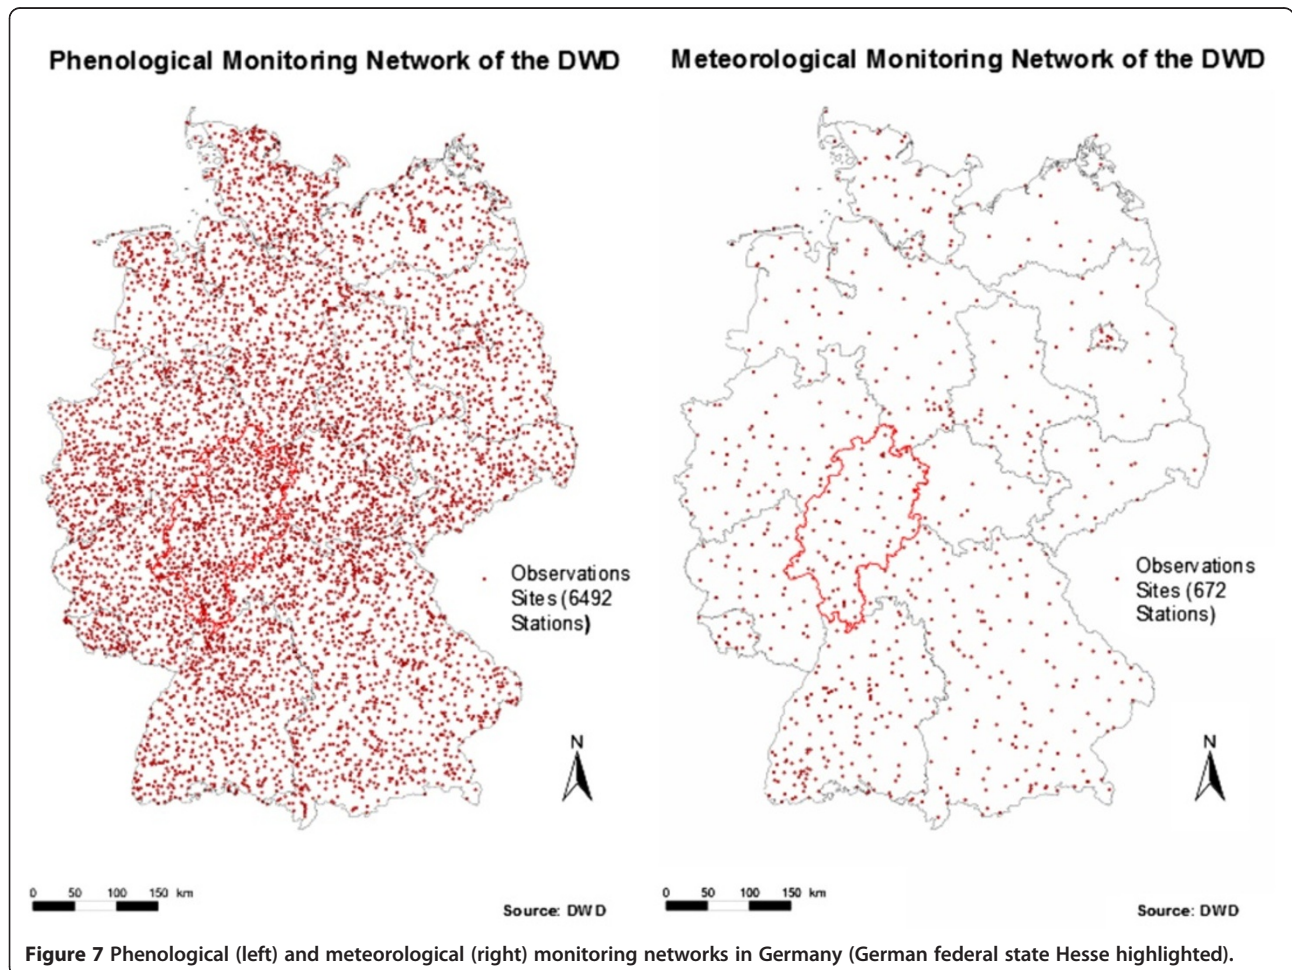 Phenological Monitoring Network of the DWD
Observations
Sites (6492
Stations)
N
0 50 100 150 km
Source: DWD
Meteorological Monitoring Network of the DWD
Observations
Sites (672
Stations)
N
0 50 100 150 km
Source: DWD
Figure 7 Phenological (left) and meteorological (right) monitoring networks in Germany (German federal state Hesse highlighted).